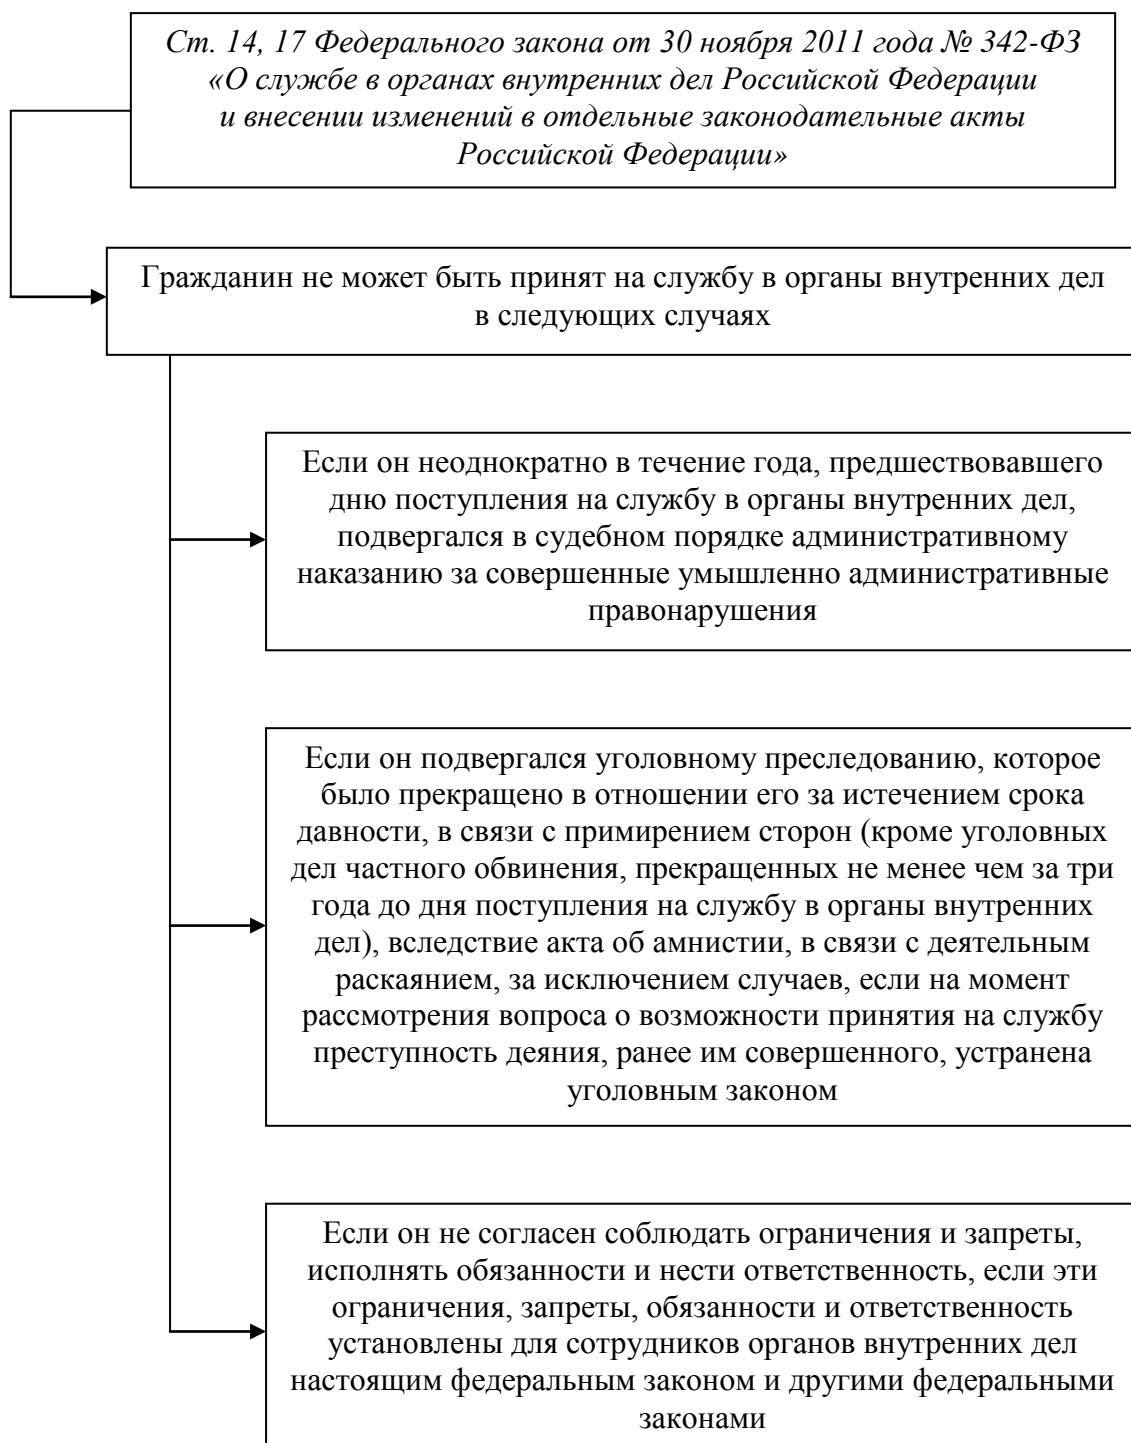 Ст. 14, 17 Федерального закона от 30 ноября 2011 года № 342-ФЗ
«О службе в органах внутренних дел Российской Федерации
и внесении изменений в отдельные законодательные акты
Российской Федерации»
Гражданин не может быть принят на службу в органы внутренних дел
в следующих случаях
Если он неоднократно в течение года, предшествовавшего
дню поступления на службу в органы внутренних дел,
подвергался в судебном порядке административному
наказанию за совершенные умышленно административные
правонарушения
Если он подвергался уголовному преследованию, которое
было прекращено в отношении его за истечением срока
давности, в связи с примирением сторон (кроме уголовных
дел частного обвинения, прекращенных не менее чем за три
года до дня поступления на службу в органы внутренних
дел), вследствие акта об амнистии, в связи с деятельным
раскаянием, за исключением случаев, если на момент
рассмотрения вопроса о возможности принятия на службу
преступность деяния, ранее им совершенного, устранена
уголовным законом
Если он не согласен соблюдать ограничения и запреты,
исполнять обязанности и нести ответственность, если эти
ограничения, запреты, обязанности и ответственность
установлены для сотрудников органов внутренних дел
настоящим федеральным законом и другими федеральными
законами